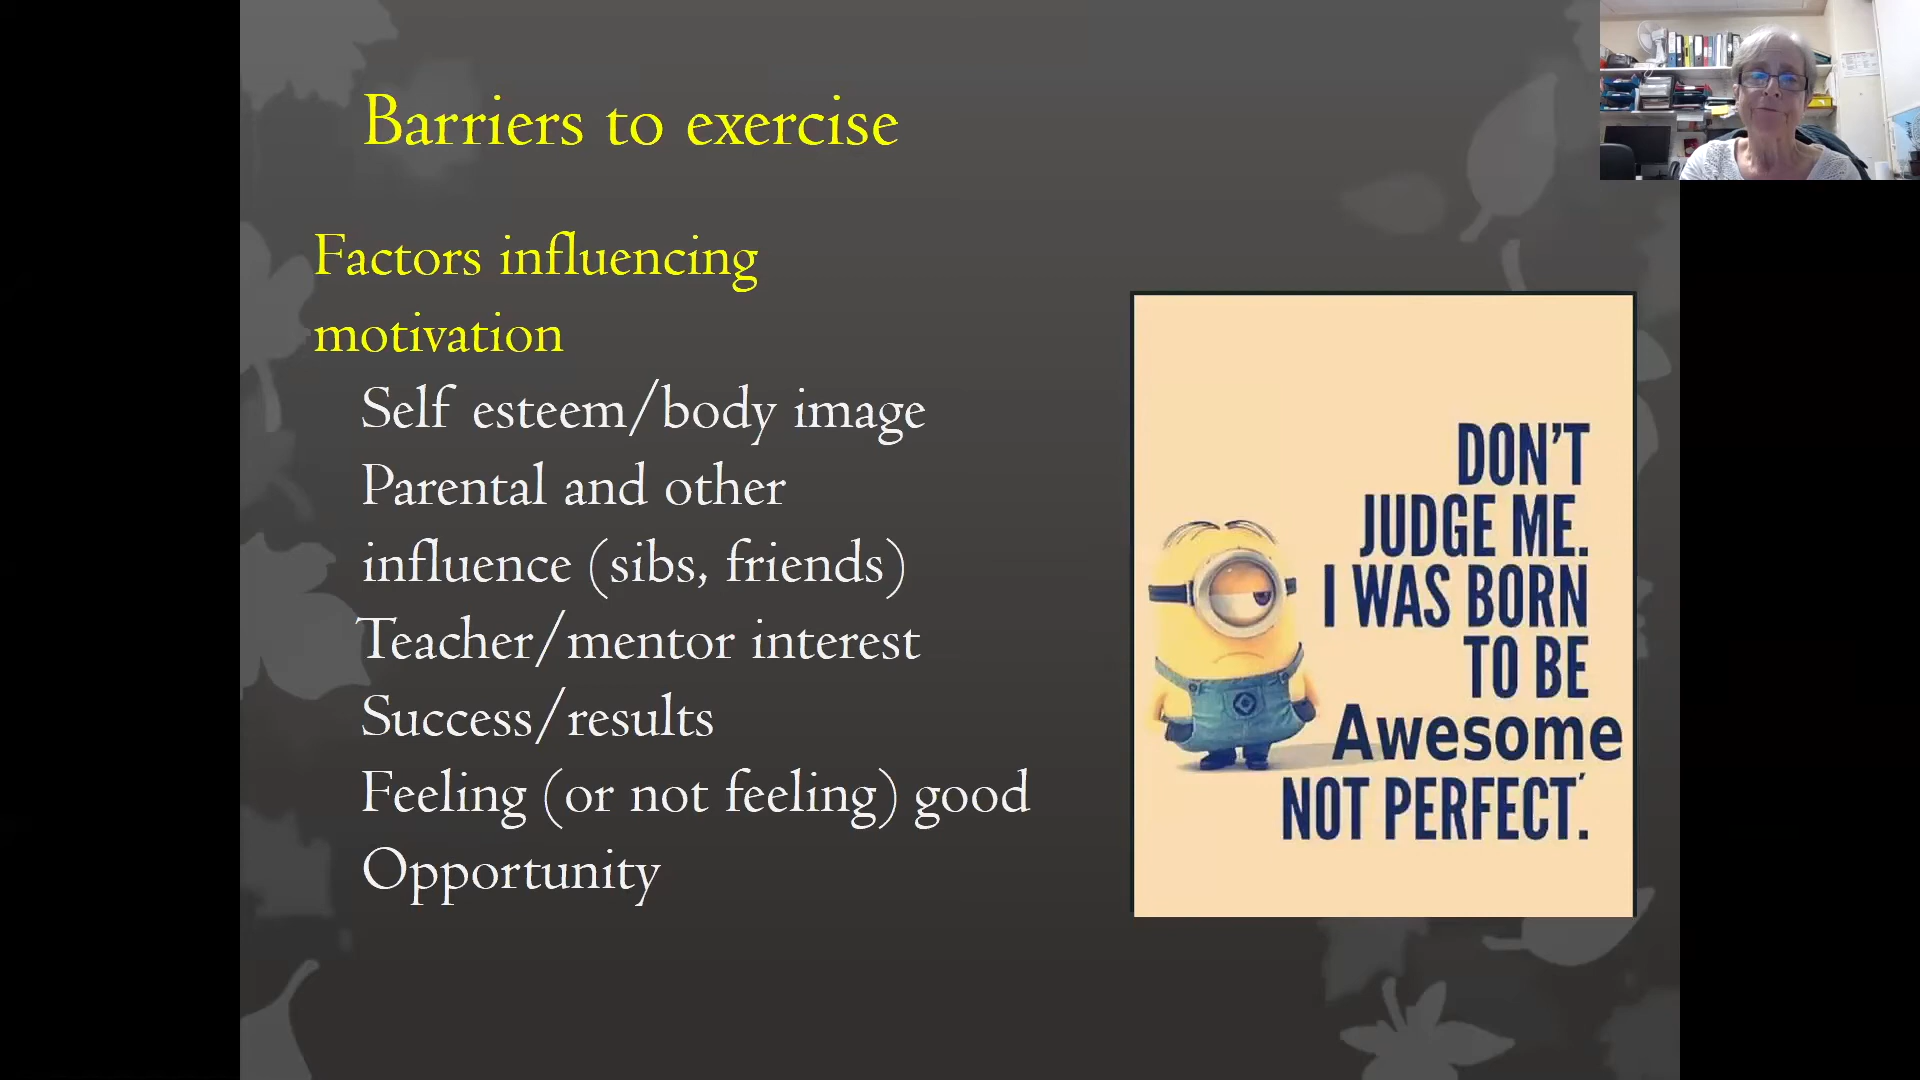 Barriers to exercise
Factors influencing
motivation
Self esteem/body image
Parental and other
influence (sibs, friends)
Teacher/mentor interest
Success/results
Feeling (or not feeling) good
Opportunity
DON'T
JUDGE ME.
I WAS BORN
TO BE
Awesome
NOT PERFECT.